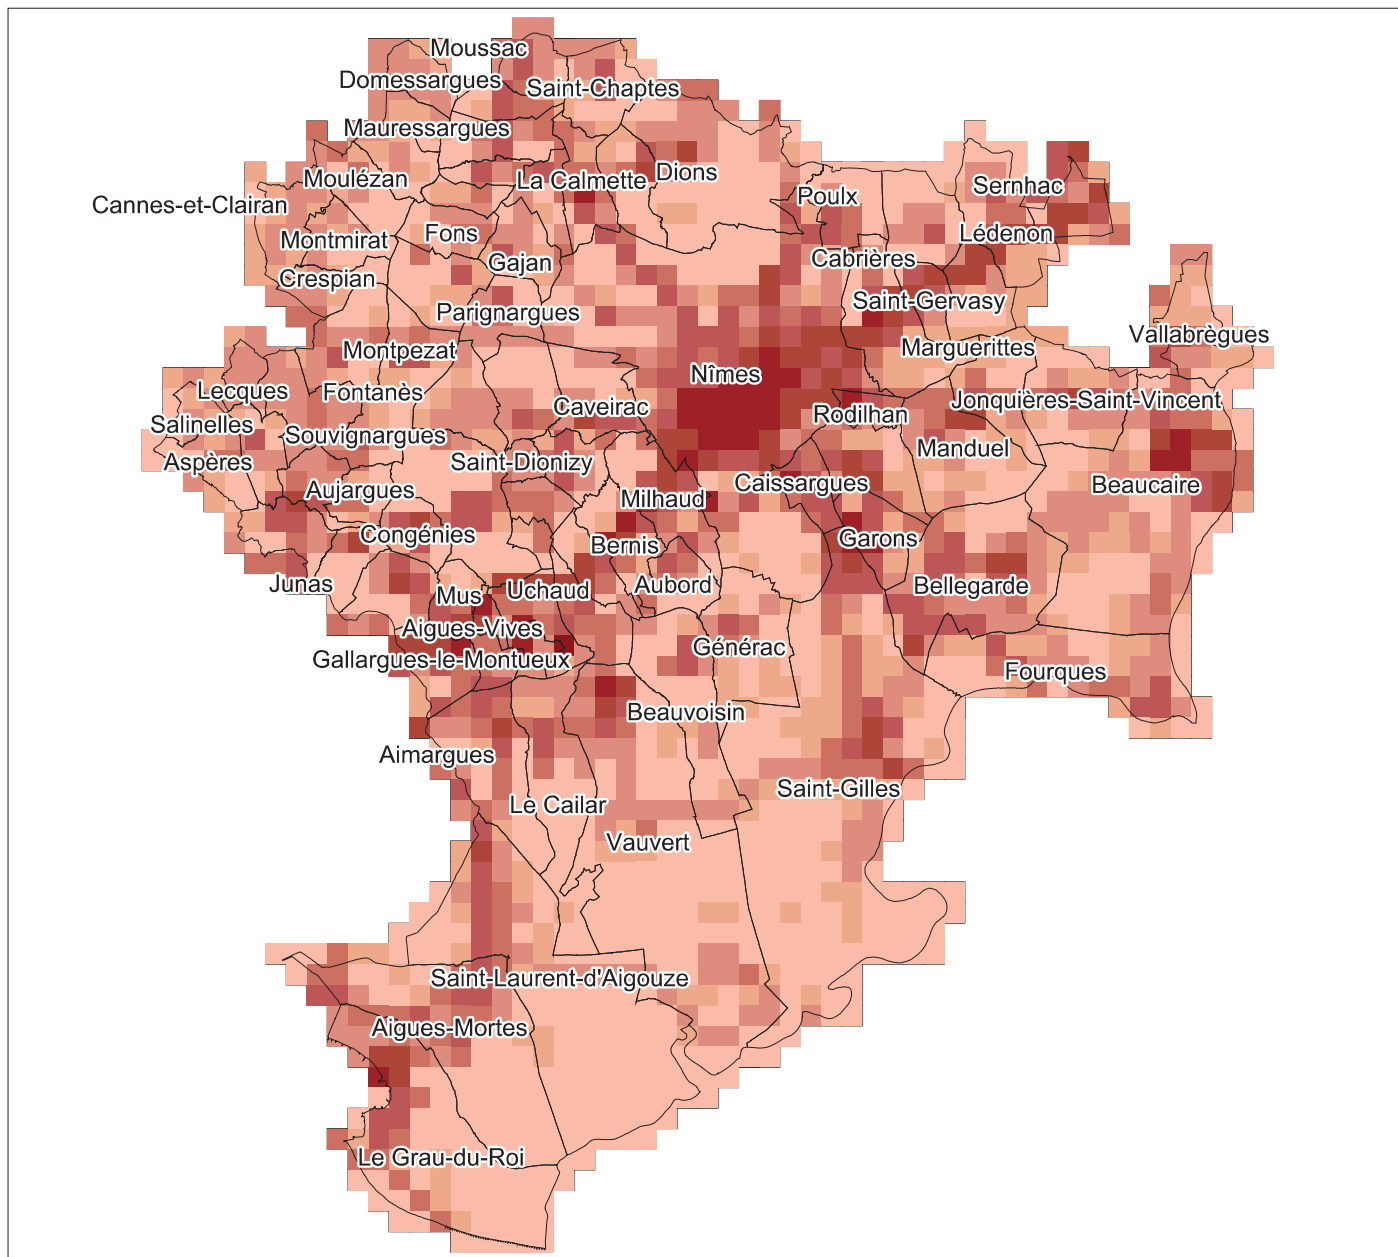 Moussac
Domessargues
Saint-Chaptes
Mauressargues
Dions
Moulézan
La Calmette
Sernhac
Poulx
Cannes-et-Clairan
Fons
Lédenon
Montmirat
Cabrières
Gajan
Crespian
Saint-Gervasy
Parignargues
Vallabrègues
Marguerittes
Montpezat
Nîmes
Lecques
Fontanès
Jonquières-Saint-Vincent
Caveirac
Rodilhan
Salinelles
Souvignargues
Manduel
Aspères
Saint-Dionizy
Caissargues
Beaucaire
Aujargues
Milhaud
Congénies
Garons
Bernis
Junas
Aubord
Bellegarde
Uchaud
Mus
Aigues-Vives
Générac
Gallargues-le-Montueux
Fourques
Beauvoisin
Aimargues
Saint-Gilles
Le Cailar
Vauvert
Saint-Laurent-d'Aigouze
Aigues-Mortes
Le Grau-du-Roi